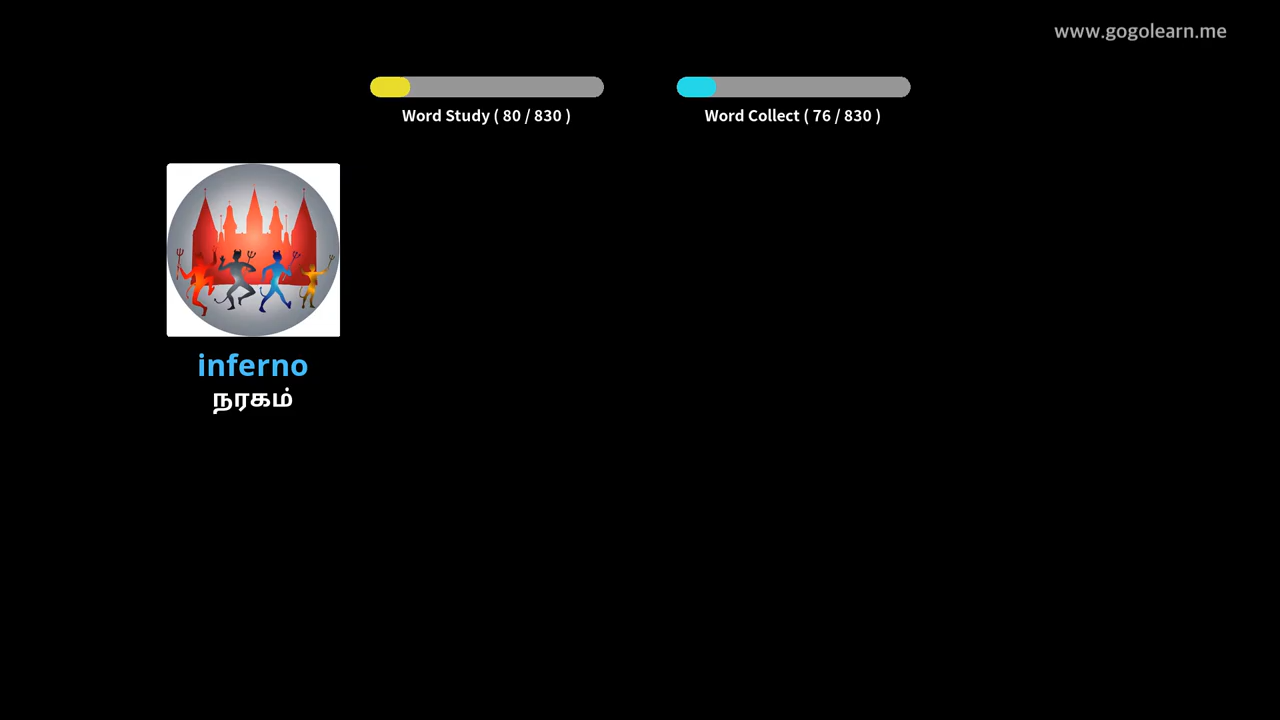 www.gogolearn.me
Word Study ( 80 / 830 )
Word Collect ( 76 / 830 )
inferno
நரகம்